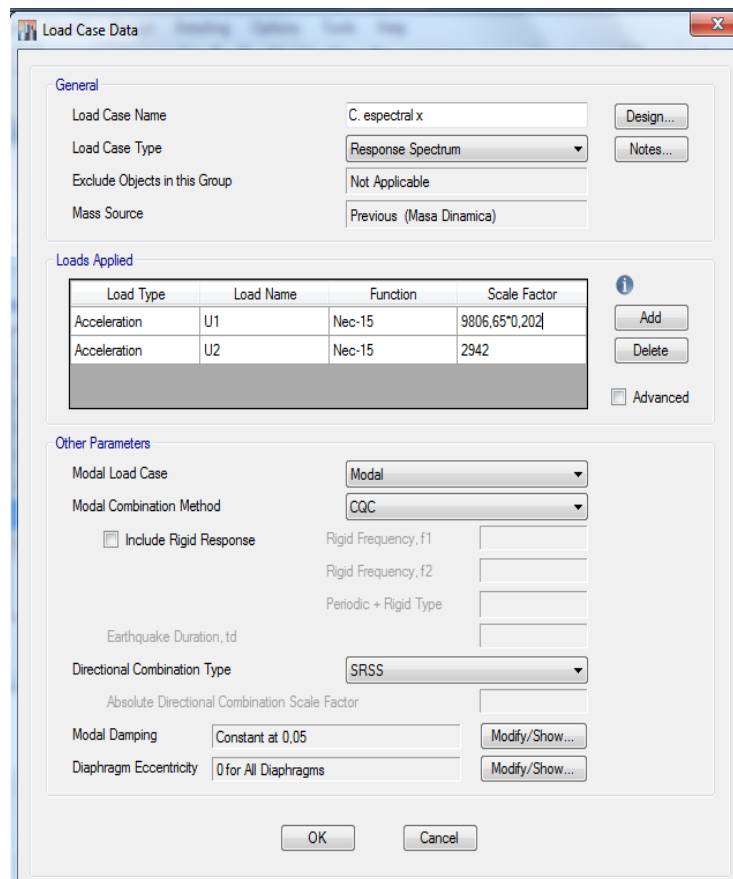 Load Case Data
Detailing Options Tools Help
General
Load Case Name C. espectral x Design...
Load Case Type Response Spectrum Notes...
Exclude Objects in this Group Not Applicable
Mass Source Previous (Masa Dinamica)
Loads Applied
Load Type Load Name Function Scale Factor
Acceleration U1 Nec-15 9806,65*0,202 Add
Acceleration U2 Nec-15 2942 Delete
Advanced
Other Parameters
Modal Load Case Modal
Modal Combination Method CQC
Include Rigid Response Rigid Frequency, f1
Rigid Frequency, f2
Periodic + Rigid Type
Earthquake Duration, td
Directional Combination Type SRSS
Absolute Directional Combination Scale Factor
Modal Damping Constant at 0,05 Modify/Show...
Diaphragm Eccentricity 0 for All Diaphragms Modify/Show...
OK Cancel